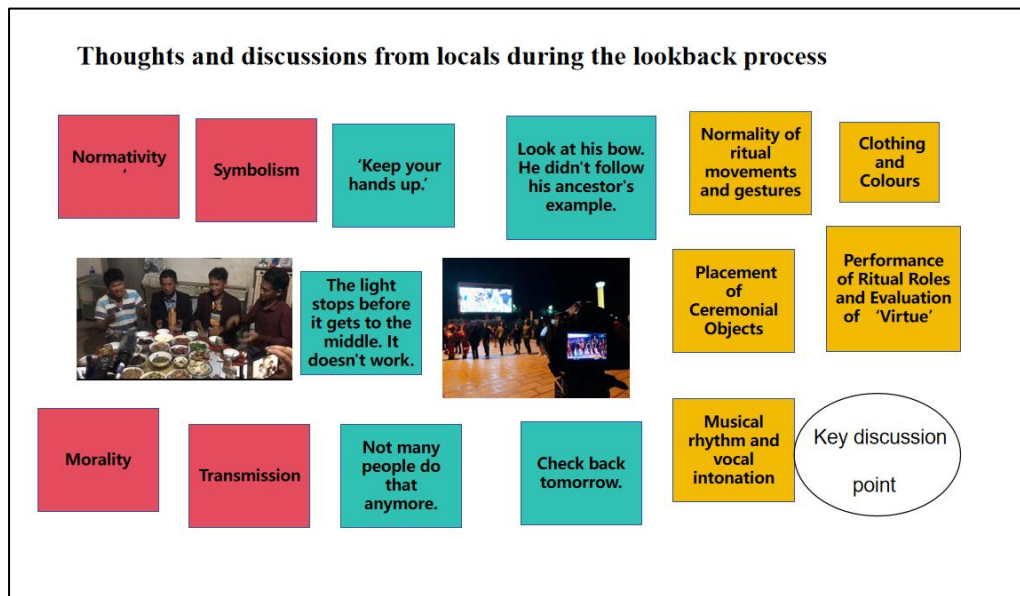 Thoughts and discussions from locals during the lookback process
Normativity
’
Symbolism
‘Keep your
hands up.’
Look at his bow.
He didn't follow
his ancestor's
example.
Normality of
ritual
movements
and gestures
Clothing
and
Colours
The light
stops before
it gets to the
middle. It
doesn't work.
Placement
of
Ceremonial
Objects
Performance
of Ritual Roles
and Evaluation
of ‘Virtue’
Morality
Transmission
Not many
people do
that
anymore.
Check back
tomorrow.
Musical
rhythm and
vocal
intonation
Key discussion
point